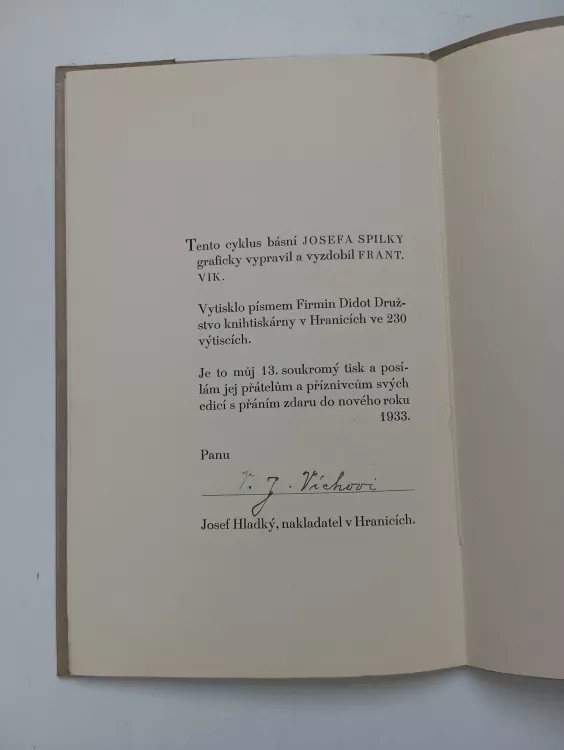 Tento cyklus básní JOSEFA SPILKY
graficky vypravil a vyzdobil FRANT.
VIK.
Vytisklo písmem Firmin Didot Druž-
stvo knihtiskárny v Hranicích ve 230
výtiscích.
Je to můj 13. soukromý tisk a posí-
lám jej přátelům a příznivcům svých
edicí s přáním zdaru do nového roku
1933.
Panu
V. J. Víchovi
Josef Hladký, nakladatel v Hranicích.